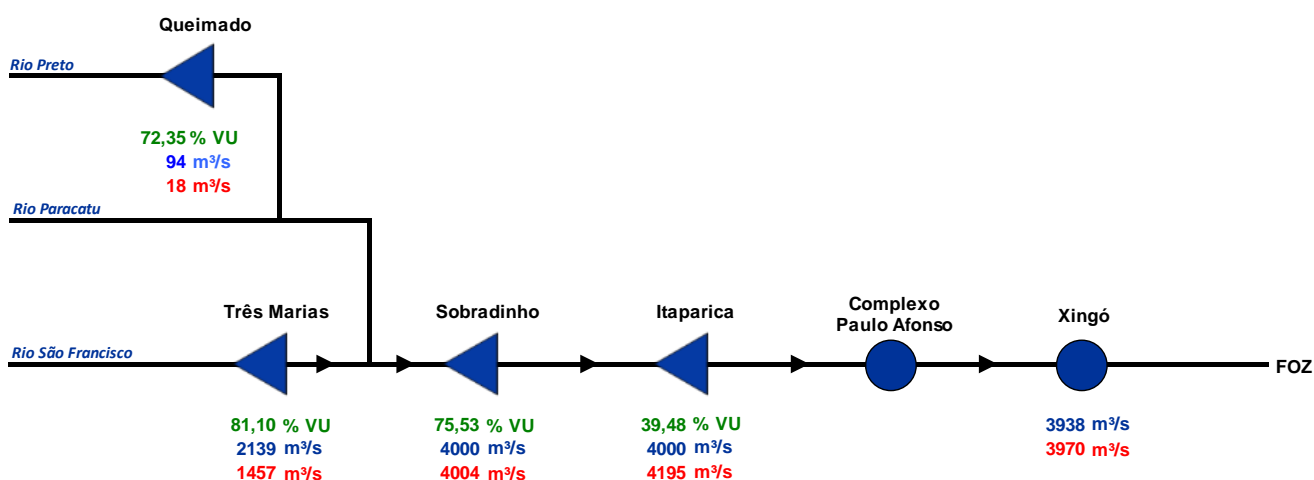 Queimado
Rio Preto
72,35 % VU
94 m³/s
18 m³/s
Rio Paracatu
Três Marias
Sobradinho
Itaparica
Complexo
Paulo Afonso
Xingó
Rio São Francisco
FOZ
81,10 % VU
2139 m³/s
1457 m³/s
75,53 % VU
4000 m³/s
4004 m³/s
39,48 % VU
4000 m³/s
4195 m³/s
3938 m³/s
3970 m³/s